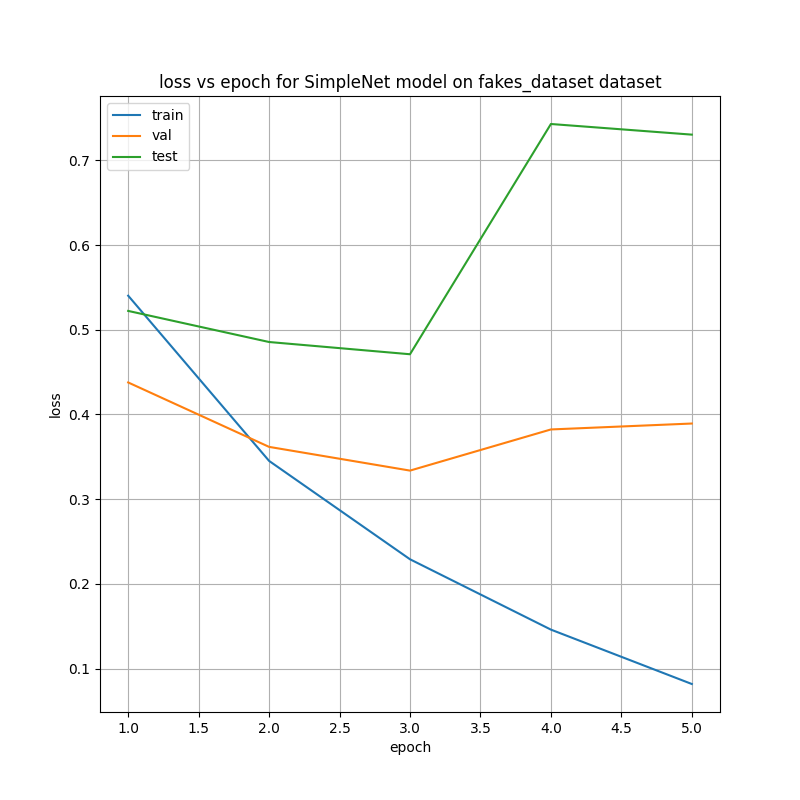 loss vs epoch for SimpleNet model on fakes_dataset dataset
train
val
test
0.7
0.6
0.5
0.4
0.3
0.2
0.1
loss
1.0 1.5 2.0 2.5 3.0 3.5 4.0 4.5 5.0
epoch